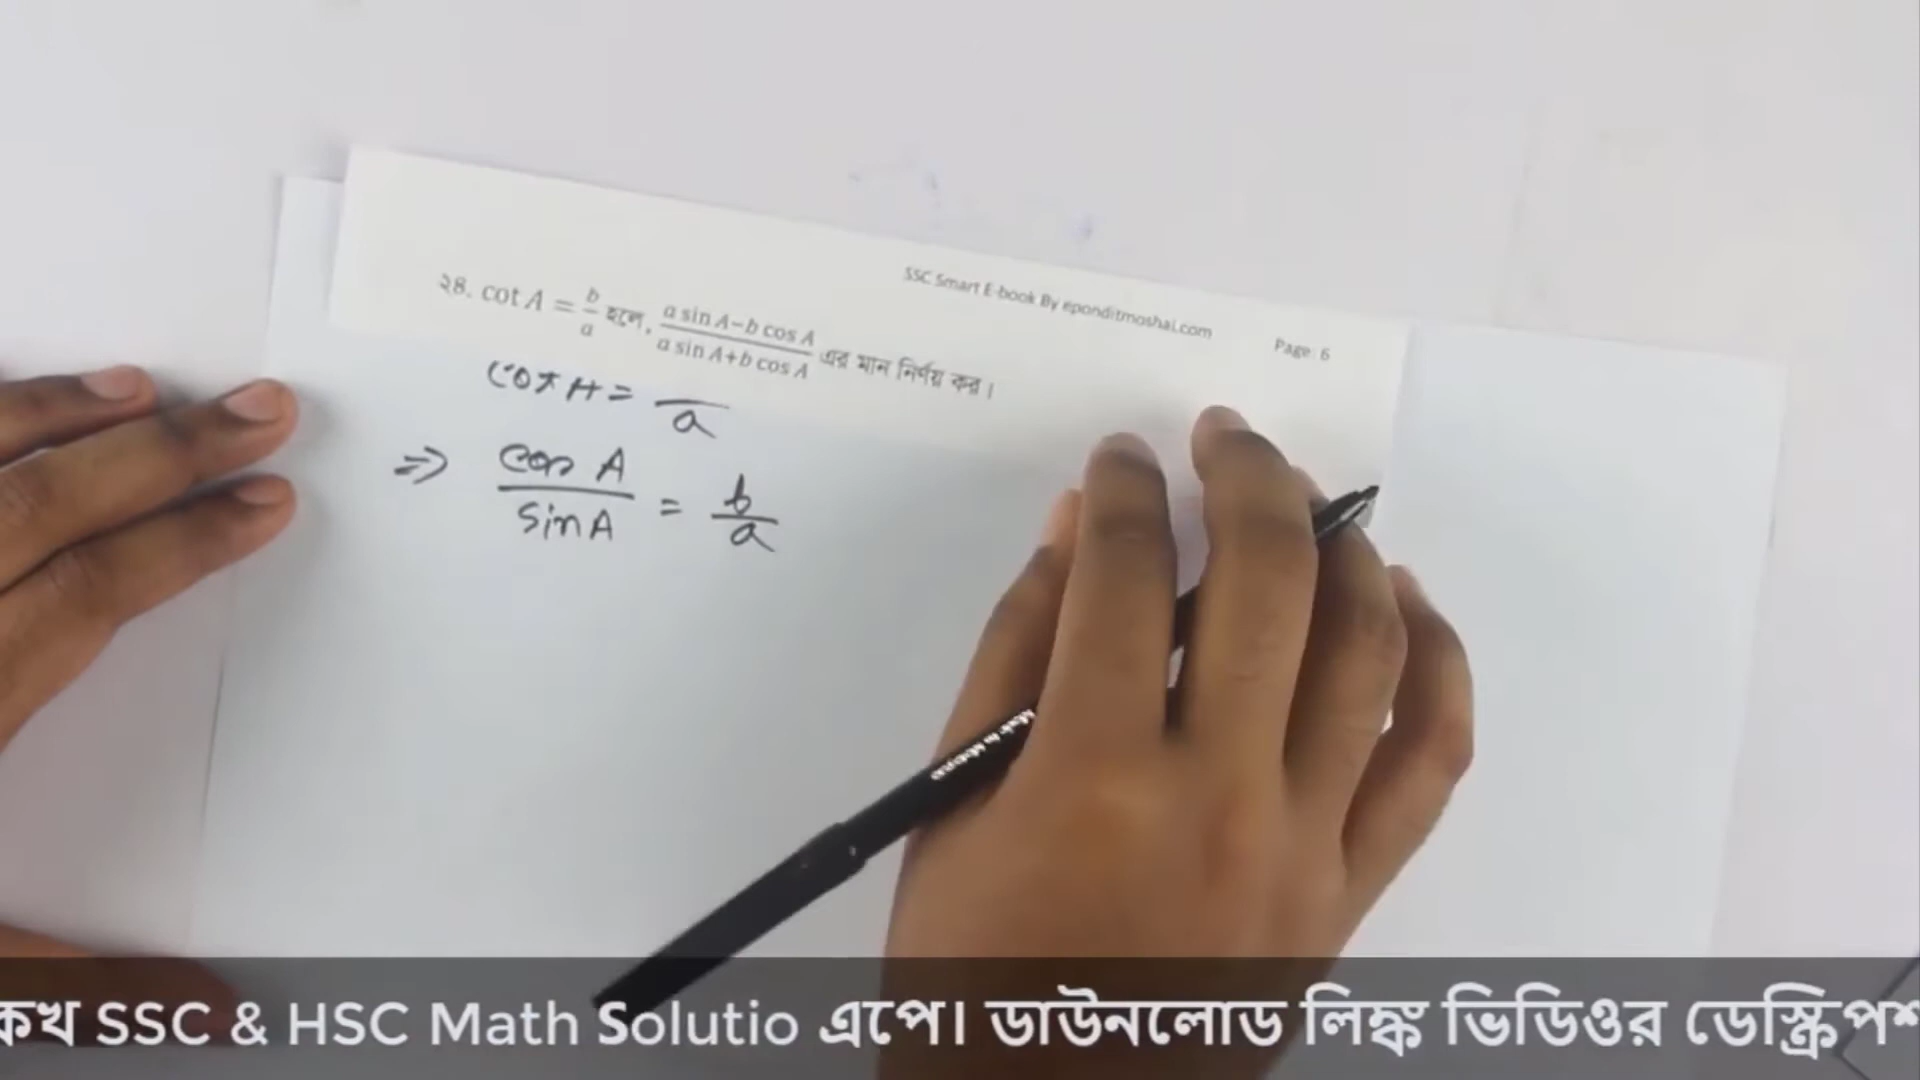 SSC Smart E-book By eponditmoshai.com Page: 6
২৪. cot A = b/a হলে, (a sin A−b cos A)/(a sin A+b cos A) এর মান নির্ণয় কর।
cot A = /a
⇒ cos A/sin A = b/a
কখ SSC & HSC Math Solutio এপে। ডাউনলোড লিঙ্ক ভিডিওর ডেস্ক্রিপশ